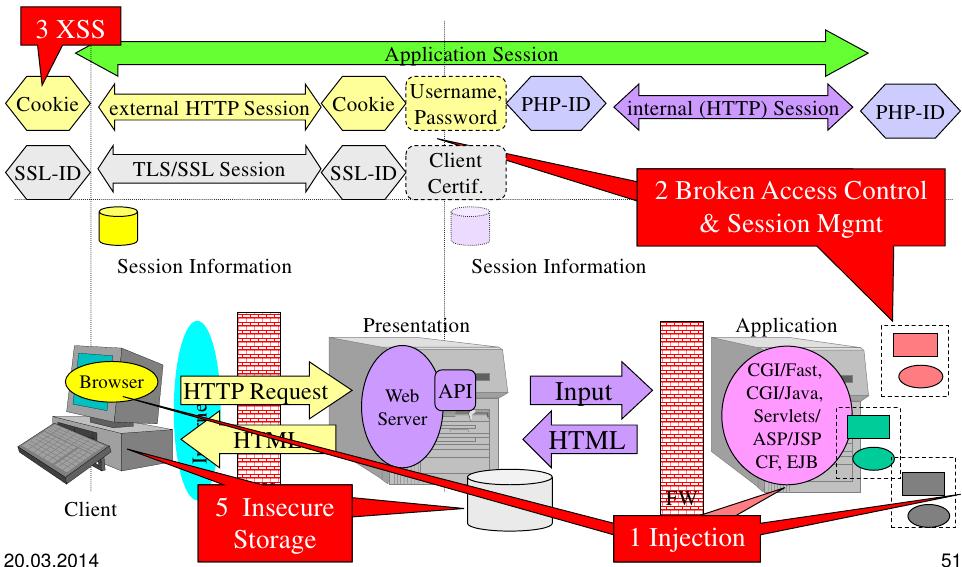 3 XSS
Application Session
Cookie
external HTTP Session
Cookie
Username,
Password
PHP-ID
internal (HTTP) Session
PHP-ID
SSL-ID
TLS/SSL Session
SSL-ID
Client
Certif.
2 Broken Access Control
& Session Mgmt
Session Information
Session Information
Presentation
Application
Browser
HTTP Request
Web
Server
API
Input
CGI/Fast,
CGI/Java,
Servlets/
ASP/JSP
CF, EJB
HTML
HTML
FW
Client
5 Insecure
Storage
1 Injection
20.03.2014
51